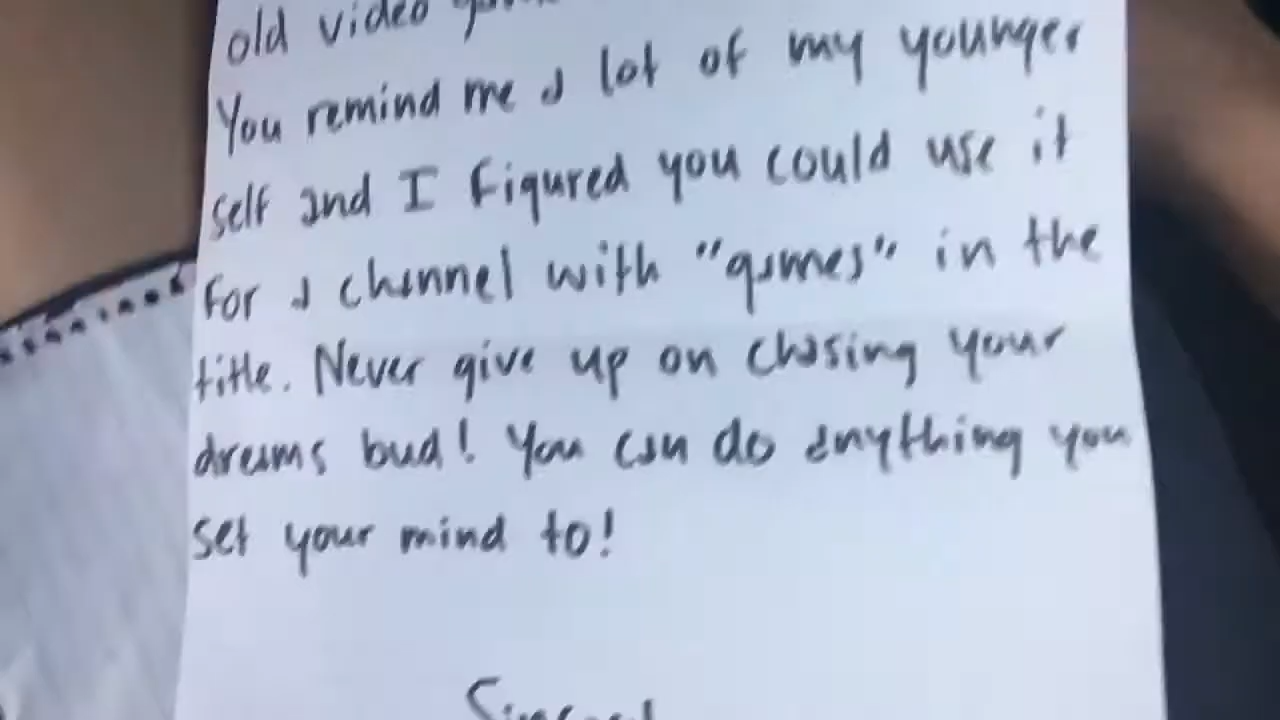 old video
You remind me a lot of my younger
self and I figured you could use it
for a channel with "games" in the
title. Never give up on chasing your
dreams bud! You can do anything you
set your mind to!